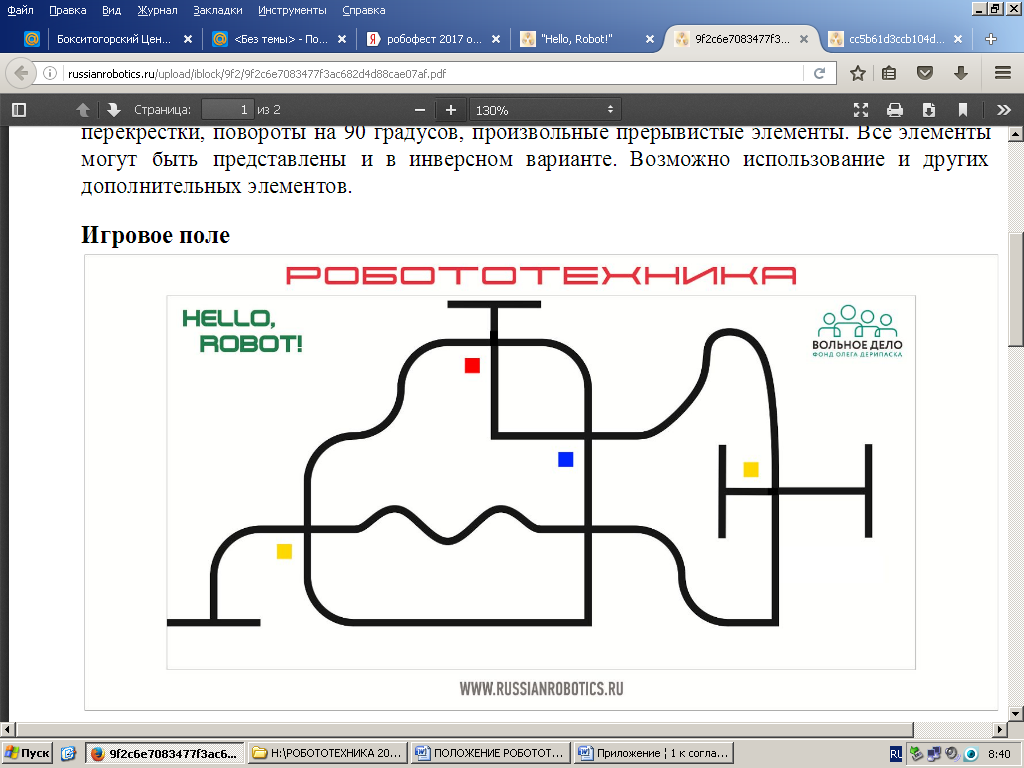 Файл Правка Вид Журнал Закладки Инструменты Справка
Бокситогорский Цен... <Без темы> - По... робофест 2017 о... "Hello, Robot!" 9f2c6e7083477f3... cc5b61d3ccb104d...
russianrobotics.ru/upload/iblock/9f2/9f2c6e7083477f3ac682d4d88cae07af.pdf
Страница: 1 из 2 130%
перекрестки, повороты на 90 градусов, произвольные прерывистые элементы. Все элементы
могут быть представлены и в инверсном варианте. Возможно использование и других
дополнительных элементов.
Игровое поле
РОБОТОТЕХНИКА
HELLO,
ROBOT!
ВОЛЬНОЕ ДЕЛО
ФОНД ОЛЕГА ДЕРИПАСКА
WWW.RUSSIANROBOTICS.RU
Пуск 9f2c6e7083477f3ac6... H:\РОБОТОТЕХНИКА 20... ПОЛОЖЕНИЕ РОБОТОТ... Приложение ¦ 1 к согла... RU 8:40